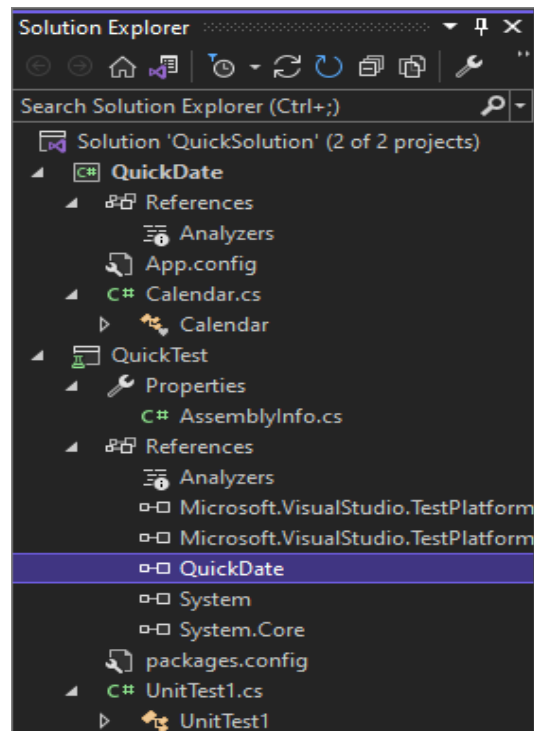 Solution Explorer
Search Solution Explorer (Ctrl+;)
Solution 'QuickSolution' (2 of 2 projects)
C# QuickDate
References
Analyzers
App.config
C# Calendar.cs
Calendar
QuickTest
Properties
C# AssemblyInfo.cs
References
Analyzers
Microsoft.VisualStudio.TestPlatform
Microsoft.VisualStudio.TestPlatform
QuickDate
System
System.Core
packages.config
C# UnitTest1.cs
UnitTest1